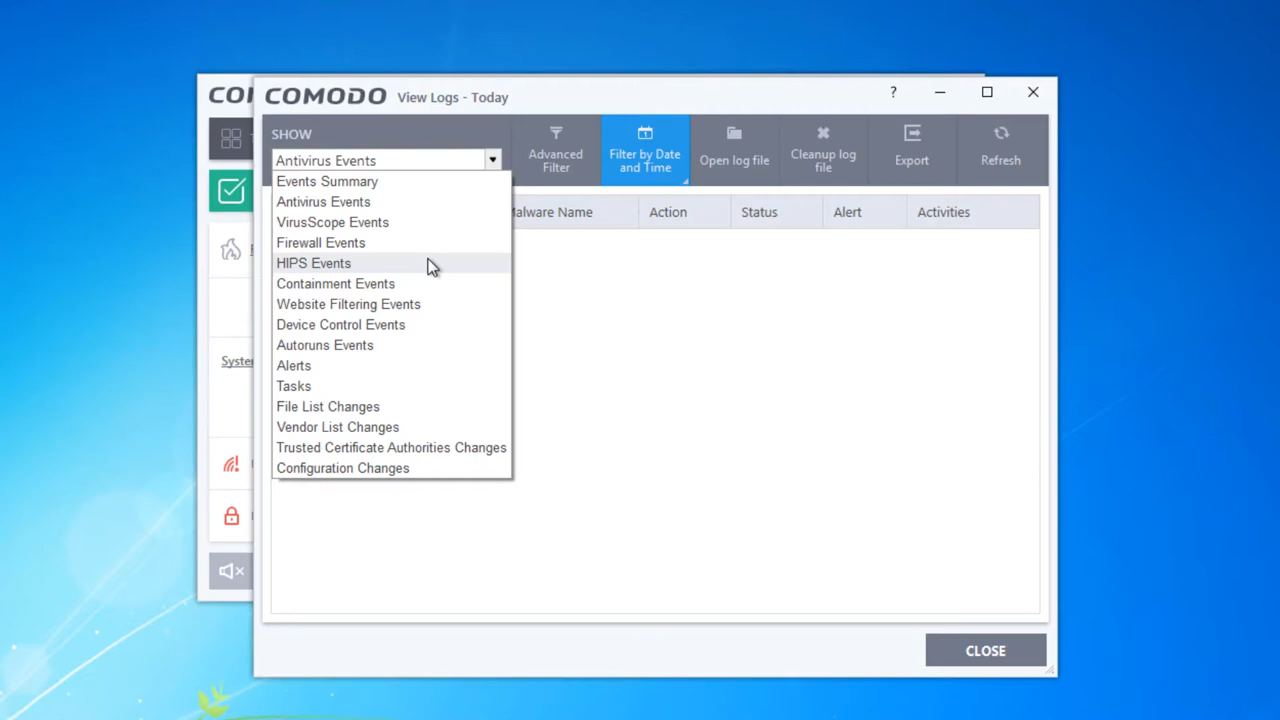 COMODO View Logs - Today
?
SHOW
Antivirus Events
Advanced
Filter
Filter by Date
and Time
Open log file
Cleanup log
file
Export
Refresh
Malware Name Action Status Alert Activities
Events Summary
Antivirus Events
VirusScope Events
Firewall Events
HIPS Events
Containment Events
Website Filtering Events
Device Control Events
Autoruns Events
Alerts
Tasks
File List Changes
Vendor List Changes
Trusted Certificate Authorities Changes
Configuration Changes
CLOSE